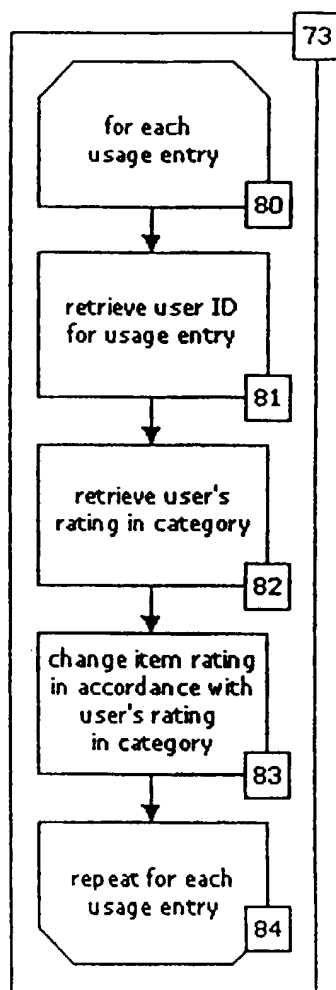 73
for each
usage entry
80
retrieve user ID
for usage entry
81
retrieve user's
rating in category
82
change item rating
in accordance with
user's rating
in category
83
repeat for each
usage entry
84